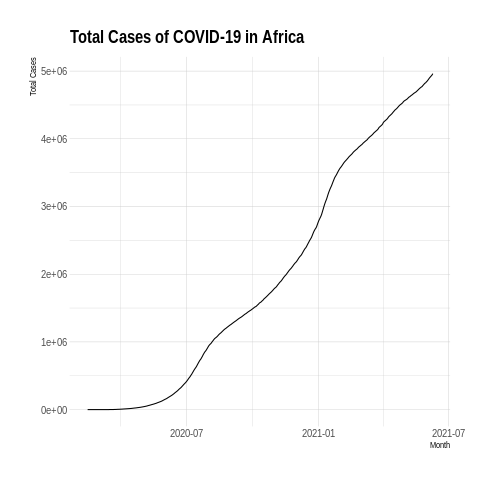 Total Cases of COVID-19 in Africa
Total Cases
5e+06
4e+06
3e+06
2e+06
1e+06
0e+00
2020-07
2021-01
2021-07
Month